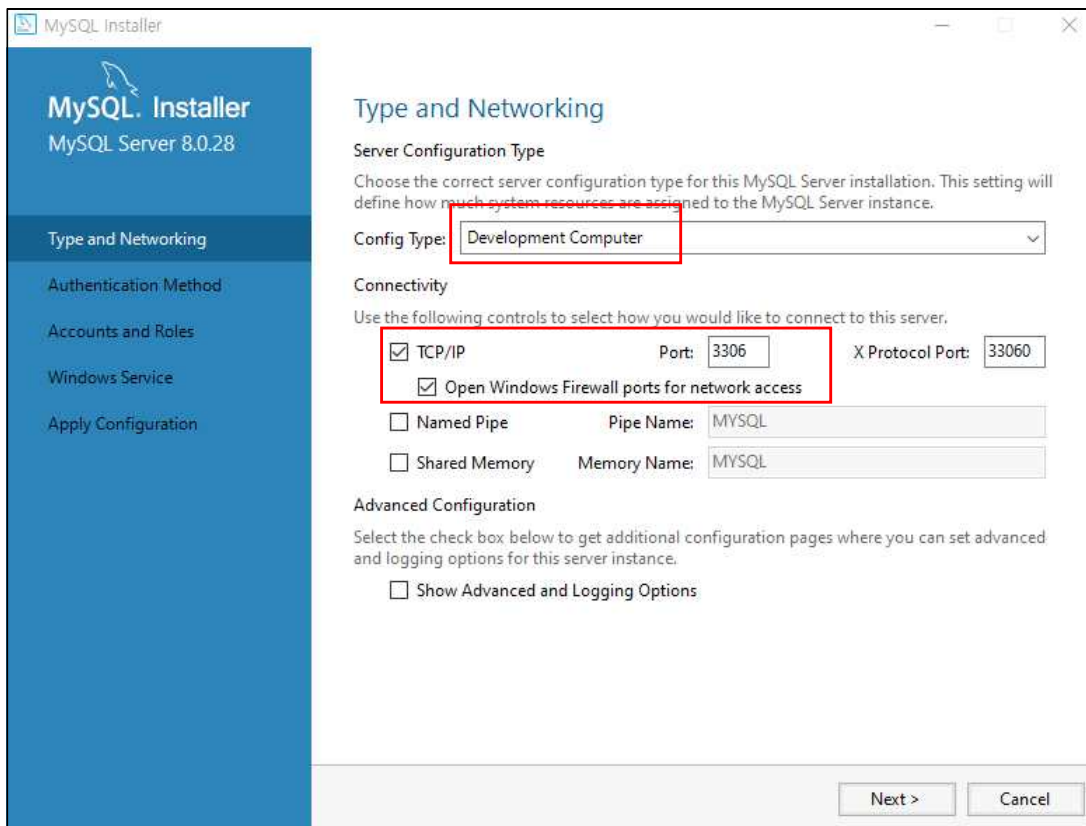 MySQL Installer
MySQL. Installer
MySQL Server 8.0.28
Type and Networking
Authentication Method
Accounts and Roles
Windows Service
Apply Configuration
Type and Networking
Server Configuration Type
Choose the correct server configuration type for this MySQL Server installation. This setting will
define how much system resources are assigned to the MySQL Server instance.
Config Type: Development Computer
Connectivity
Use the following controls to select how you would like to connect to this server.
TCP/IP Port: 3306 X Protocol Port: 33060
Open Windows Firewall ports for network access
Named Pipe Pipe Name: MYSQL
Shared Memory Memory Name: MYSQL
Advanced Configuration
Select the check box below to get additional configuration pages where you can set advanced
and logging options for this server instance.
Show Advanced and Logging Options
Next > Cancel